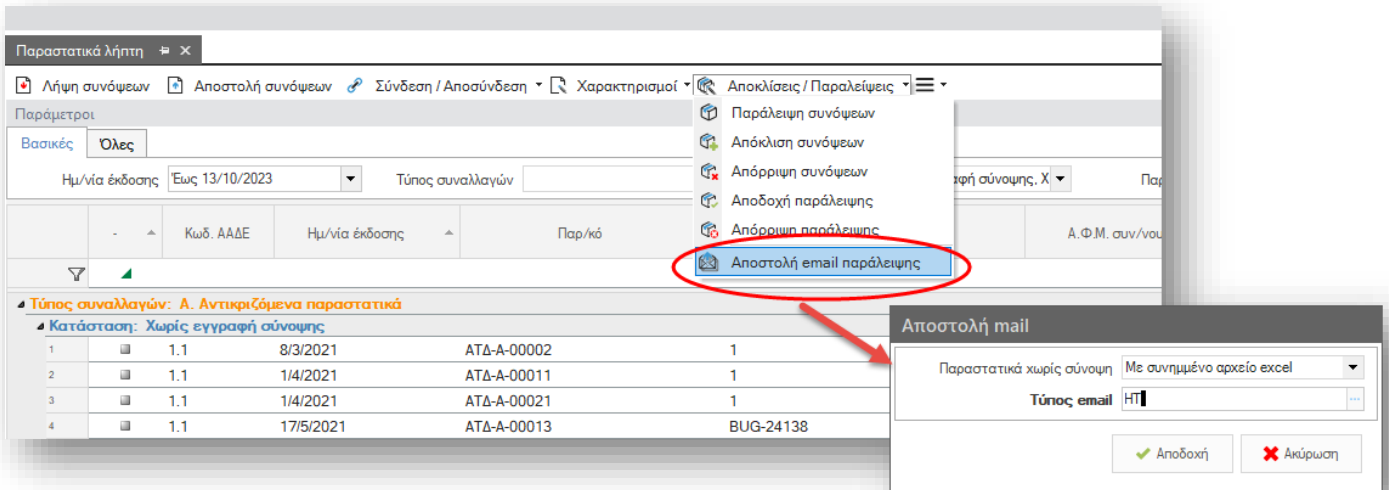 Παραστατικά λήπτη
Λήψη συνόψεων Αποστολή συνόψεων Σύνδεση / Αποσύνδεση Χαρακτηρισμοί Αποκλίσεις / Παραλείψεις
Παράμετροι
Παράλειψη συνόψεων
Βασικές Όλες
Απόκλιση συνόψεων
Ημ/νία έκδοσης Έως 13/10/2023 Τύπος συναλλαγών
Απόρριψη συνόψεων
αφή σύνοψης, Χ Παρ
Αποδοχή παράλειψης
- Κωδ. ΑΑΔΕ Ημ/νία έκδοσης Παρ/κό Α.Φ.Μ. συν/νου
Απόρριψη παράλειψης
Αποστολή email παράλειψης
Τύπος συναλλαγών: Α. Αντικριζόμενα παραστατικά
Κατάσταση: Χωρίς εγγραφή σύνοψης
1 1.1 8/3/2021 ΑΤΔ-Α-00002 1
2 1.1 1/4/2021 ΑΤΔ-Α-00011 1
3 1.1 1/4/2021 ΑΤΔ-Α-00021 1
4 1.1 17/5/2021 ΑΤΔ-Α-00013 BUG-24138
Αποστολή mail
Παραστατικά χωρίς σύνοψη Με συνημμένο αρχείο excel
Τύπος email HT
Αποδοχή Ακύρωση